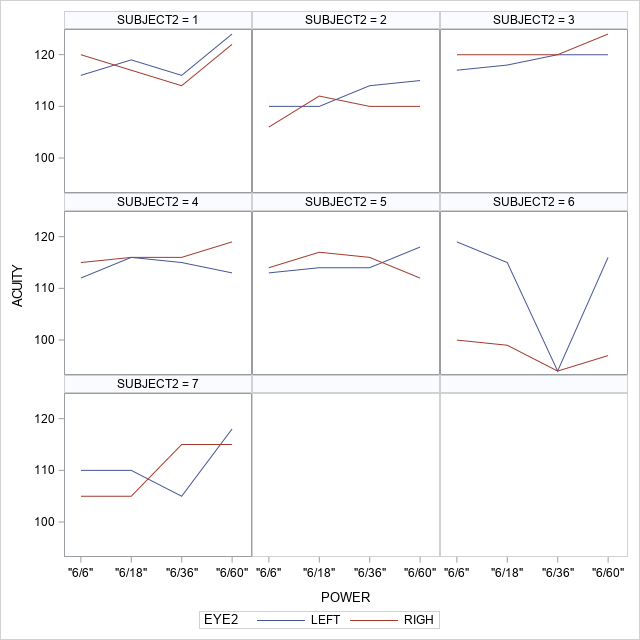 SUBJECT2 = 1
SUBJECT2 = 2
SUBJECT2 = 3
120
110
100
SUBJECT2 = 4
SUBJECT2 = 5
SUBJECT2 = 6
120
110
100
ACUITY
SUBJECT2 = 7
120
110
100
"6/6" "6/18" "6/36" "6/60" "6/6" "6/18" "6/36" "6/60" "6/6" "6/18" "6/36" "6/60"
POWER
EYE2 LEFT RIGH